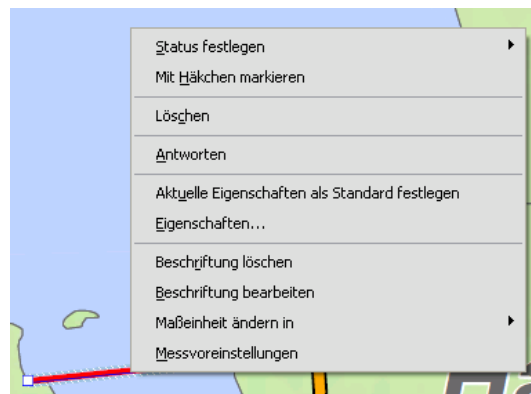 Status festlegen
Mit Häkchen markieren
Löschen
Antworten
Aktuelle Eigenschaften als Standard festlegen
Eigenschaften...
Beschriftung löschen
Beschriftung bearbeiten
Maßeinheit ändern in
Messvoreinstellungen